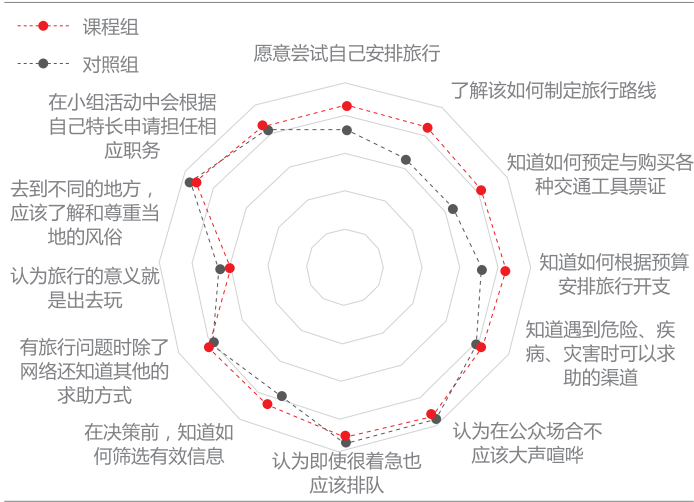 课程组
对照组
愿意尝试自己安排旅行
了解该如何制定旅行路线
知道如何预定与购买各
种交通工具票证
知道如何根据预算
安排旅行开支
知道遇到危险、疾
病、灾害时可以求
助的渠道
认为在公众场合不
应该大声喧哗
认为即使很着急也
应该排队
在决策前，知道如
何筛选有效信息
有旅行问题时除了
网络还知道其他的
求助方式
认为旅行的意义就
是出去玩
去到不同的地方，
应该了解和尊重当
地的风俗
在小组活动中会根据
自己特长申请担任相
应职务